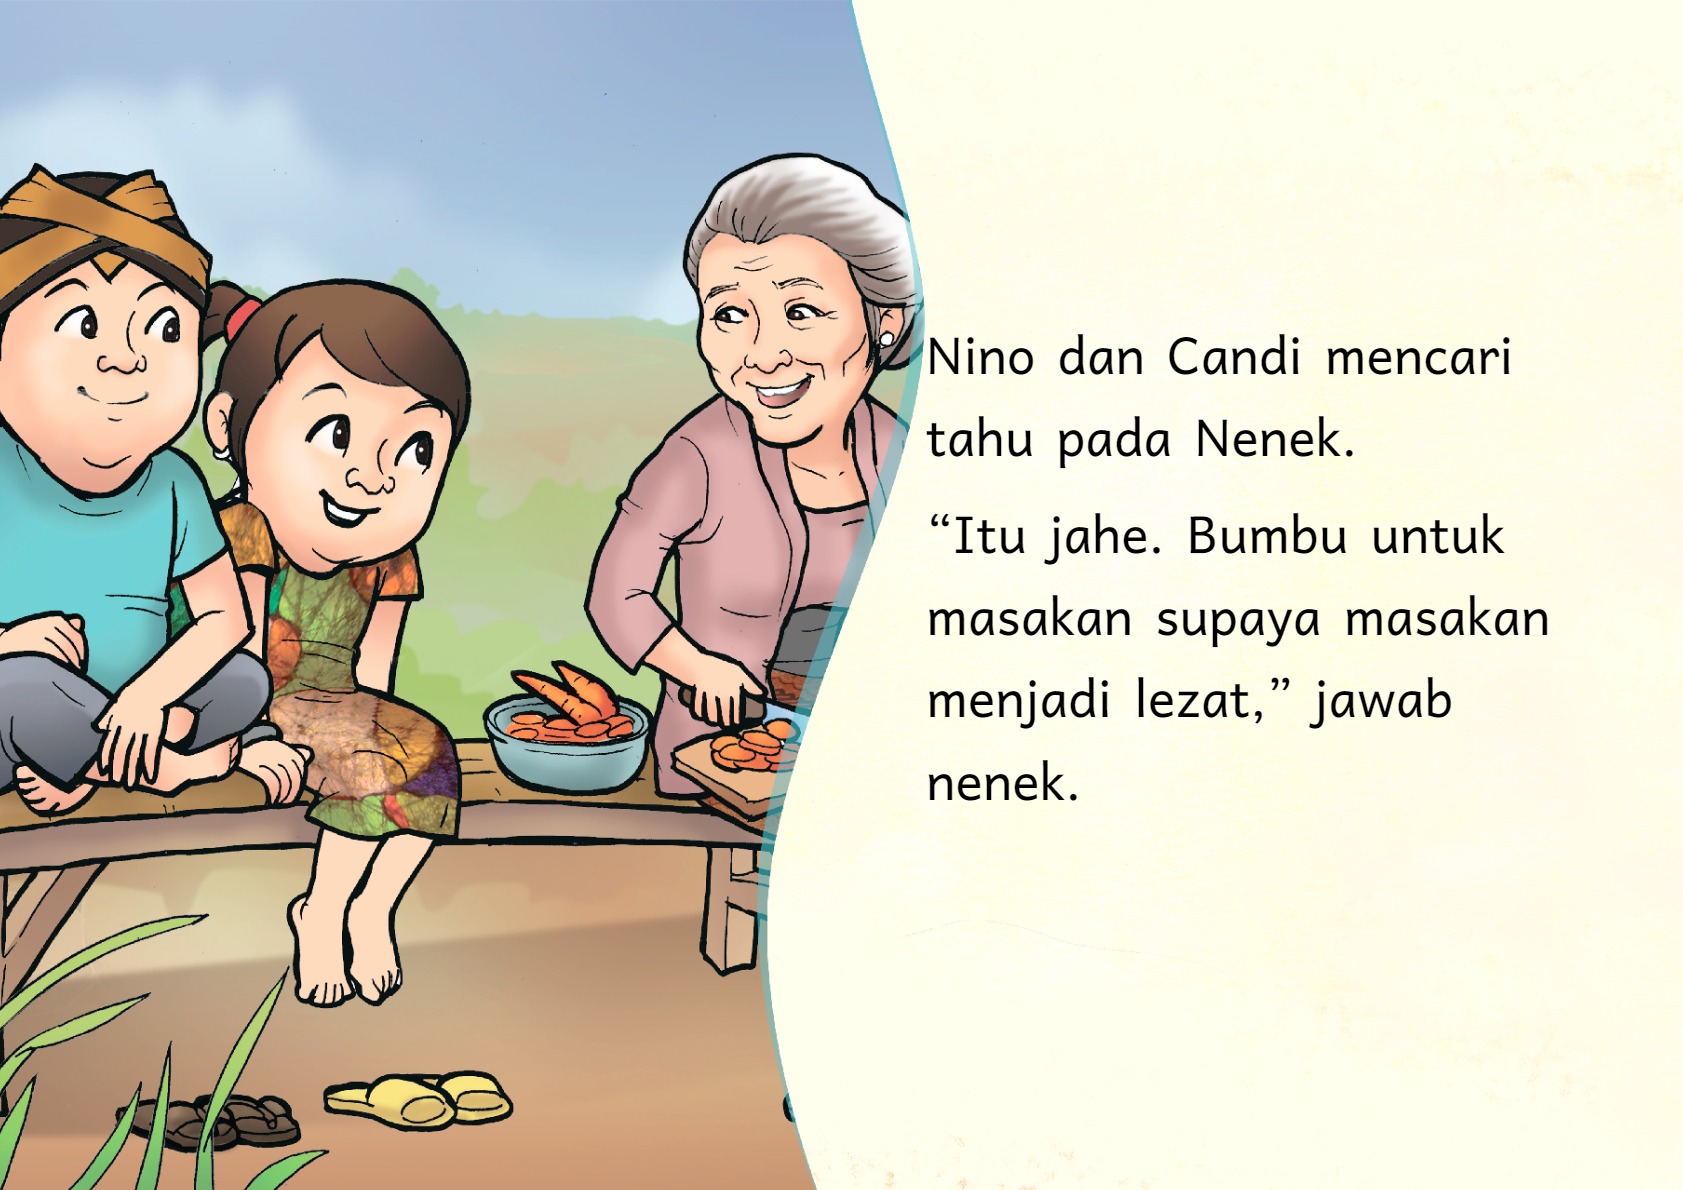 Nino dan Candi mencari
tahu pada Nenek.
“Itu jahe. Bumbu untuk
masakan supaya masakan
menjadi lezat,” jawab
nenek.